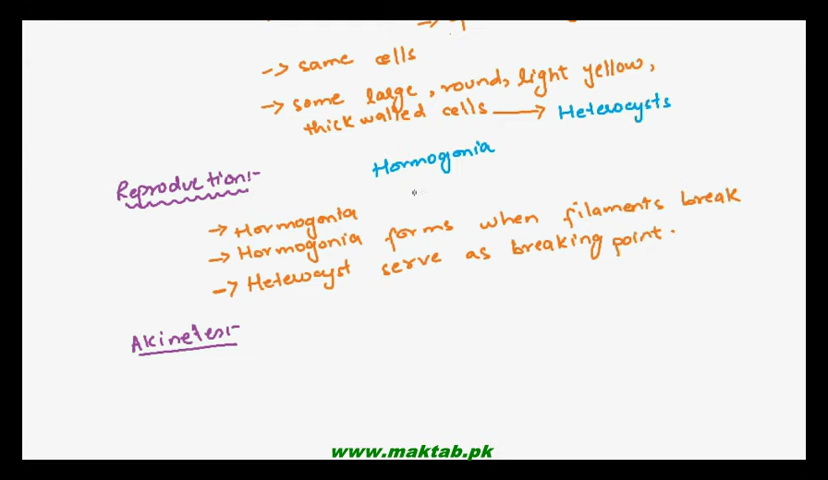 -> same cells
-> some large, round, light yellow,
thick walled cells -> Heterocysts
Hormogonia
Reproduction:-
-> Hormogonia
-> Hormogonia forms when filaments break
-> Heterocyst serve as breaking point.
Akinetes:-
www.maktab.pk